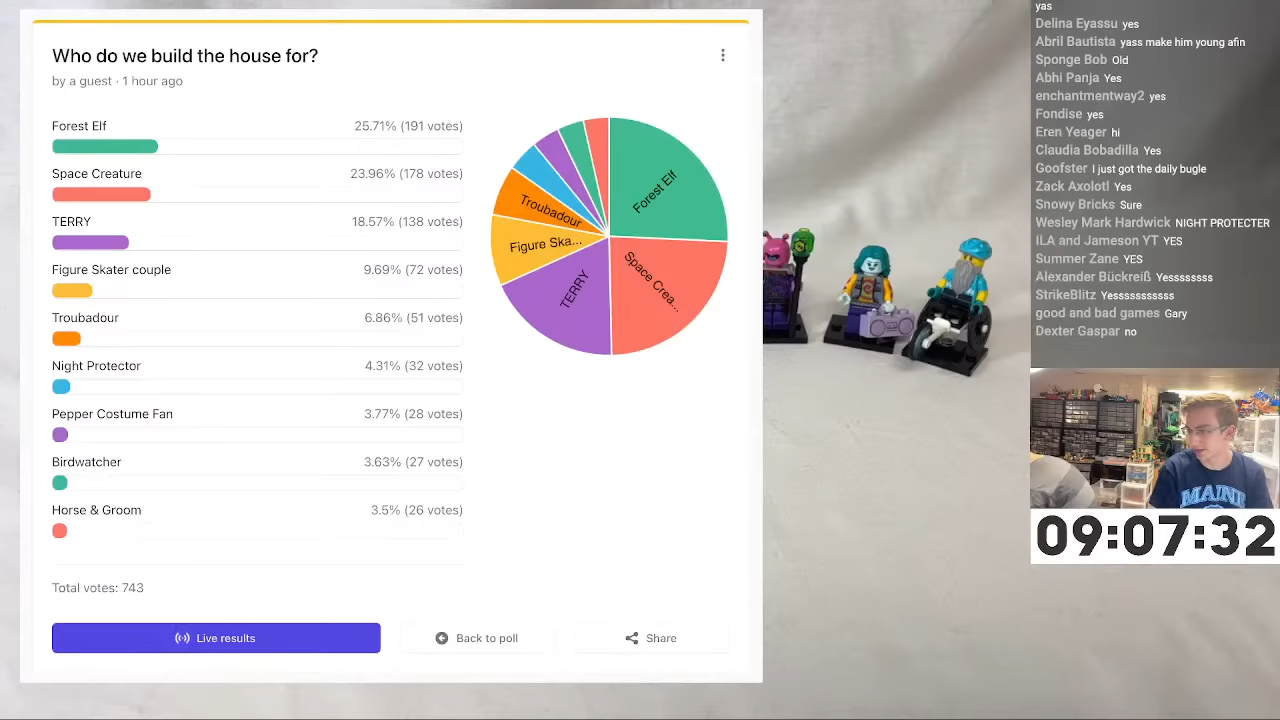 Who do we build the house for?
by a guest · 1 hour ago
Forest Elf 25.71% (191 votes)
Space Creature 23.96% (178 votes)
TERRY 18.57% (138 votes)
Figure Skater couple 9.69% (72 votes)
Troubadour 6.86% (51 votes)
Night Protector 4.31% (32 votes)
Pepper Costume Fan 3.77% (28 votes)
Birdwatcher 3.63% (27 votes)
Horse & Groom 3.5% (26 votes)
Total votes: 743
Live results
Back to poll
Share
Forest Elf
Space Crea...
TERRY
Figure Ska...
Troubadour
yas
Delina Eyassu yes
Abril Bautista yass make him young afin
Sponge Bob Old
Abhi Panja Yes
enchantmentway2 yes
Fondise yes
Eren Yeager hi
Claudia Bobadilla Yes
Goofster I just got the daily bugle
Zack Axolotl Yes
Snowy Bricks Sure
Wesley Mark Hardwick NIGHT PROTECTER
iLA and Jameson YT YES
Summer Zane YES
Alexander Bückreiß Yessssssss
StrikeBlitz Yesssssssssss
good and bad games Gary
Dexter Gaspar no
MAINE
09:07:32